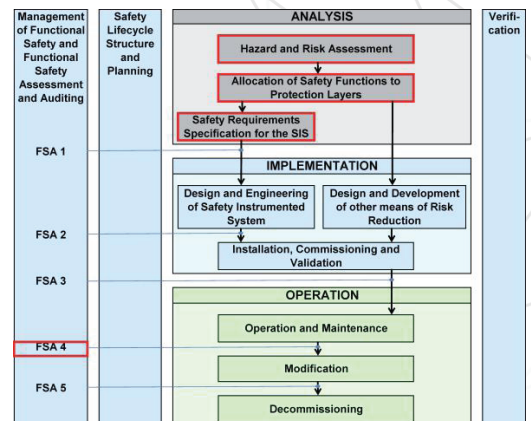 Management
of Functional
Safety and
Functional
Safety
Assessment
and Auditing
FSA 1
FSA 2
FSA 3
FSA 4
FSA 5
Safety
Lifecycle
Structure
and
Planning
ANALYSIS
Hazard and Risk Assessment
Allocation of Safety Functions to
Protection Layers
Safety Requirements
Specification for the SIS
IMPLEMENTATION
Design and Engineering
of Safety Instrumented
System
Design and Development
of other means of Risk
Reduction
Installation, Commissioning and
Validation
OPERATION
Operation and Maintenance
Modification
Decommissioning
Verifi-
cation